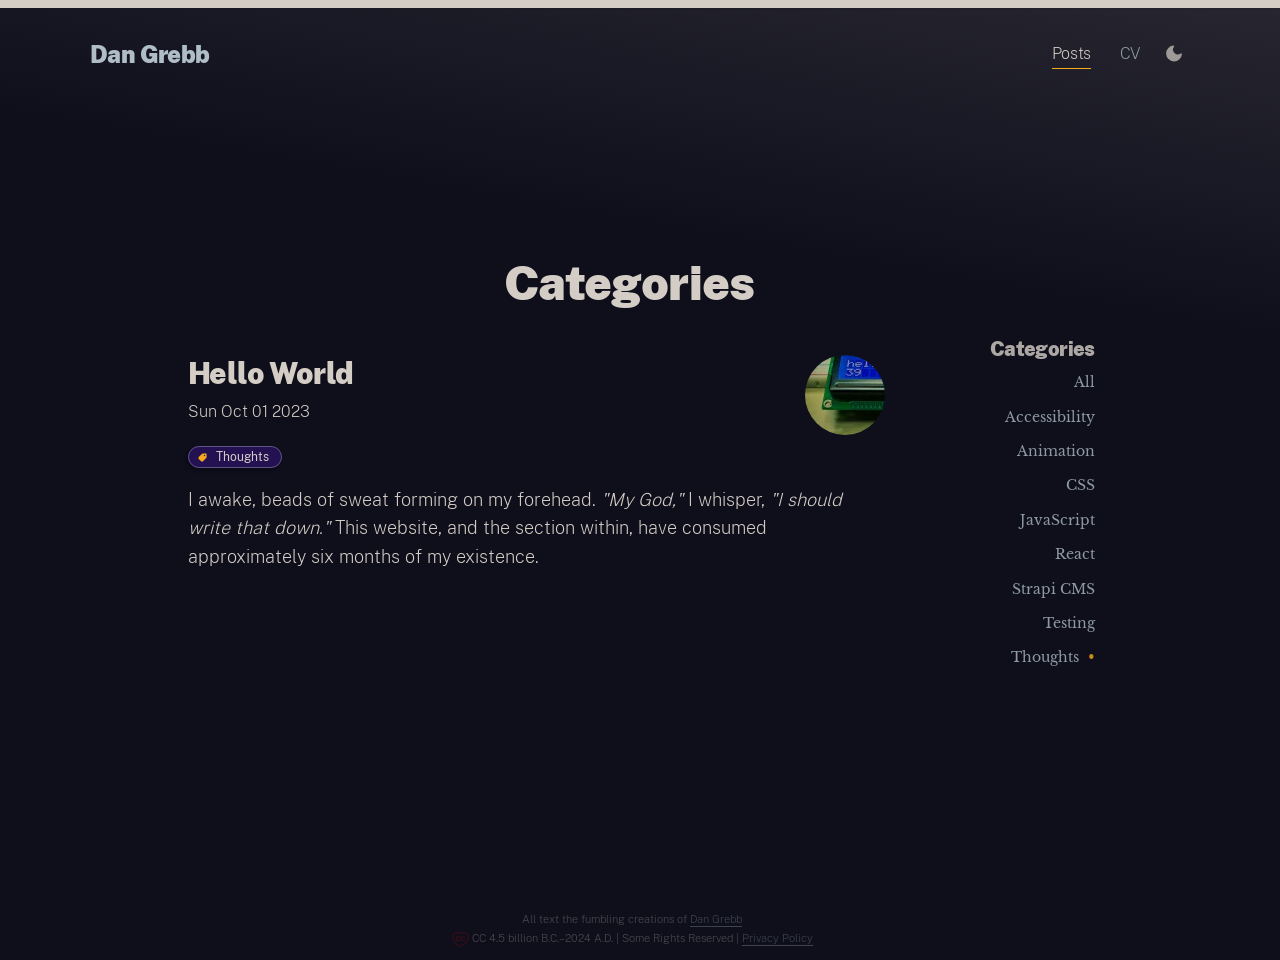 Dan Grebb
Posts
CV
Categories
Hello World
Sun Oct 01 2023
Thoughts
I awake, beads of sweat forming on my forehead. "My God," I whisper, "I should
write that down." This website, and the section within, have consumed
approximately six months of my existence.
Categories
All
Accessibility
Animation
CSS
JavaScript
React
Strapi CMS
Testing
Thoughts •
All text the fumbling creations of Dan Grebb
CC 4.5 billion B.C.–2024 A.D. | Some Rights Reserved | Privacy Policy